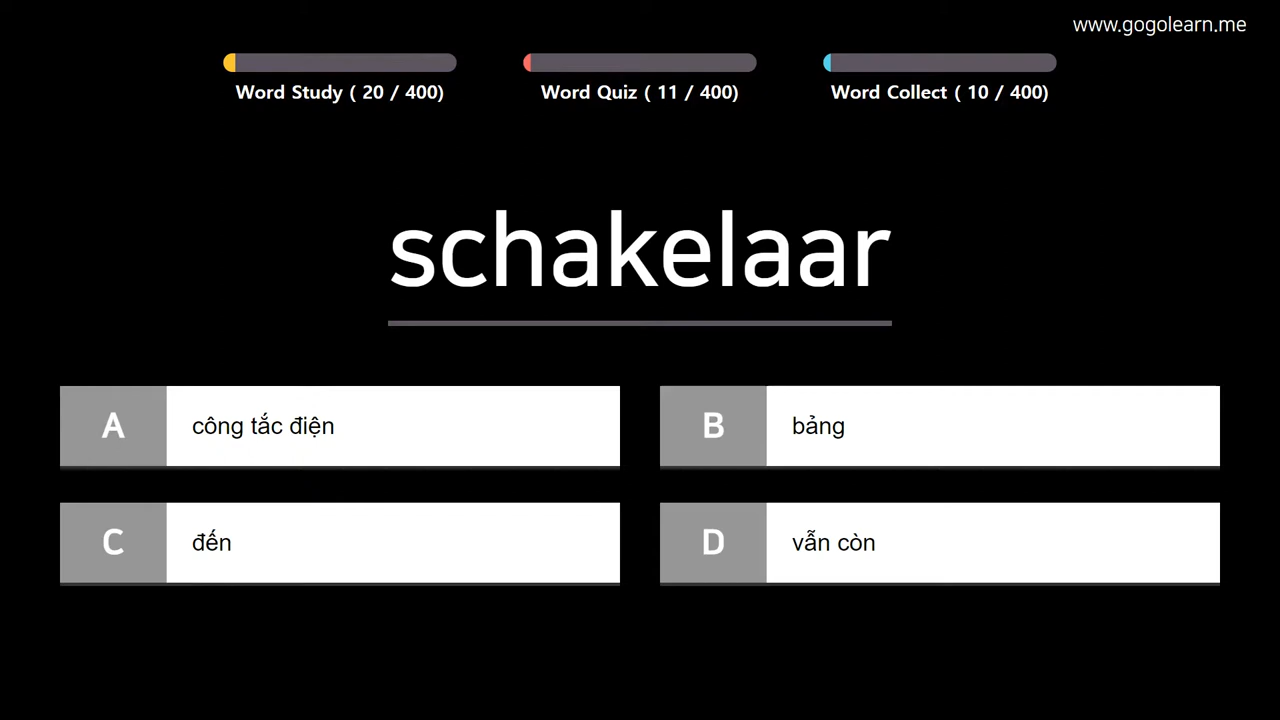 www.gogolearn.me
Word Study ( 20 / 400)
Word Quiz ( 11 / 400)
Word Collect ( 10 / 400)
schakelaar
A công tắc điện
B bảng
C đến
D vẫn còn